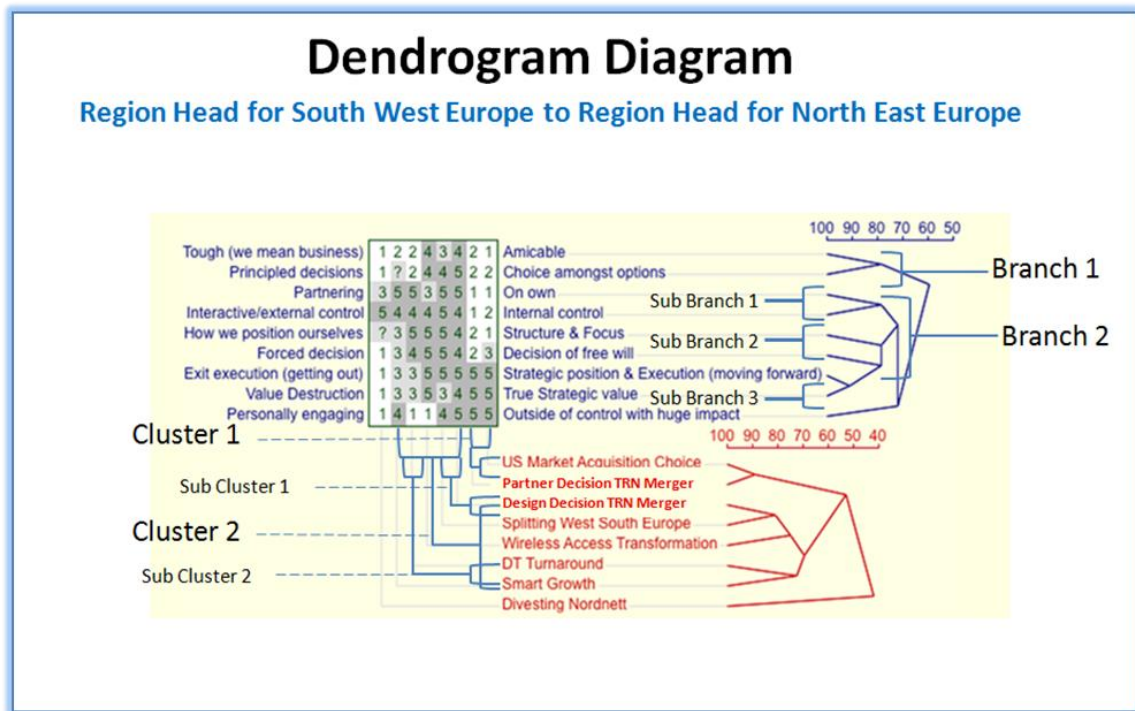 Dendrogram Diagram
Region Head for South West Europe to Region Head for North East Europe
100 90 80 70 60 50
Tough (we mean business) 1 2 2 4 3 4 2 1 Amicable
Branch 1
Principled decisions 1 ? 2 4 4 5 2 2 Choice amongst options
Partnering 3 5 5 3 5 5 1 1 On own
Sub Branch 1
Interactive/external control 5 4 4 4 5 4 1 2 Internal control
How we position ourselves ? 3 5 5 5 4 2 1 Structure & Focus
Sub Branch 2
Branch 2
Forced decision 1 3 4 5 5 4 2 3 Decision of free will
Exit execution (getting out) 1 3 3 5 5 5 5 5 Strategic position & Execution (moving forward)
Value Destruction 1 3 3 5 3 4 5 5 True Strategic value
Sub Branch 3
Personally engaging 1 4 1 1 4 5 5 5 Outside of control with huge impact
Cluster 1
100 90 80 70 60 50 40
US Market Acquisition Choice
Sub Cluster 1
Partner Decision TRN Merger
Design Decision TRN Merger
Splitting West South Europe
Cluster 2
Wireless Access Transformation
DT Turnaround
Sub Cluster 2
Smart Growth
Divesting Nordnett